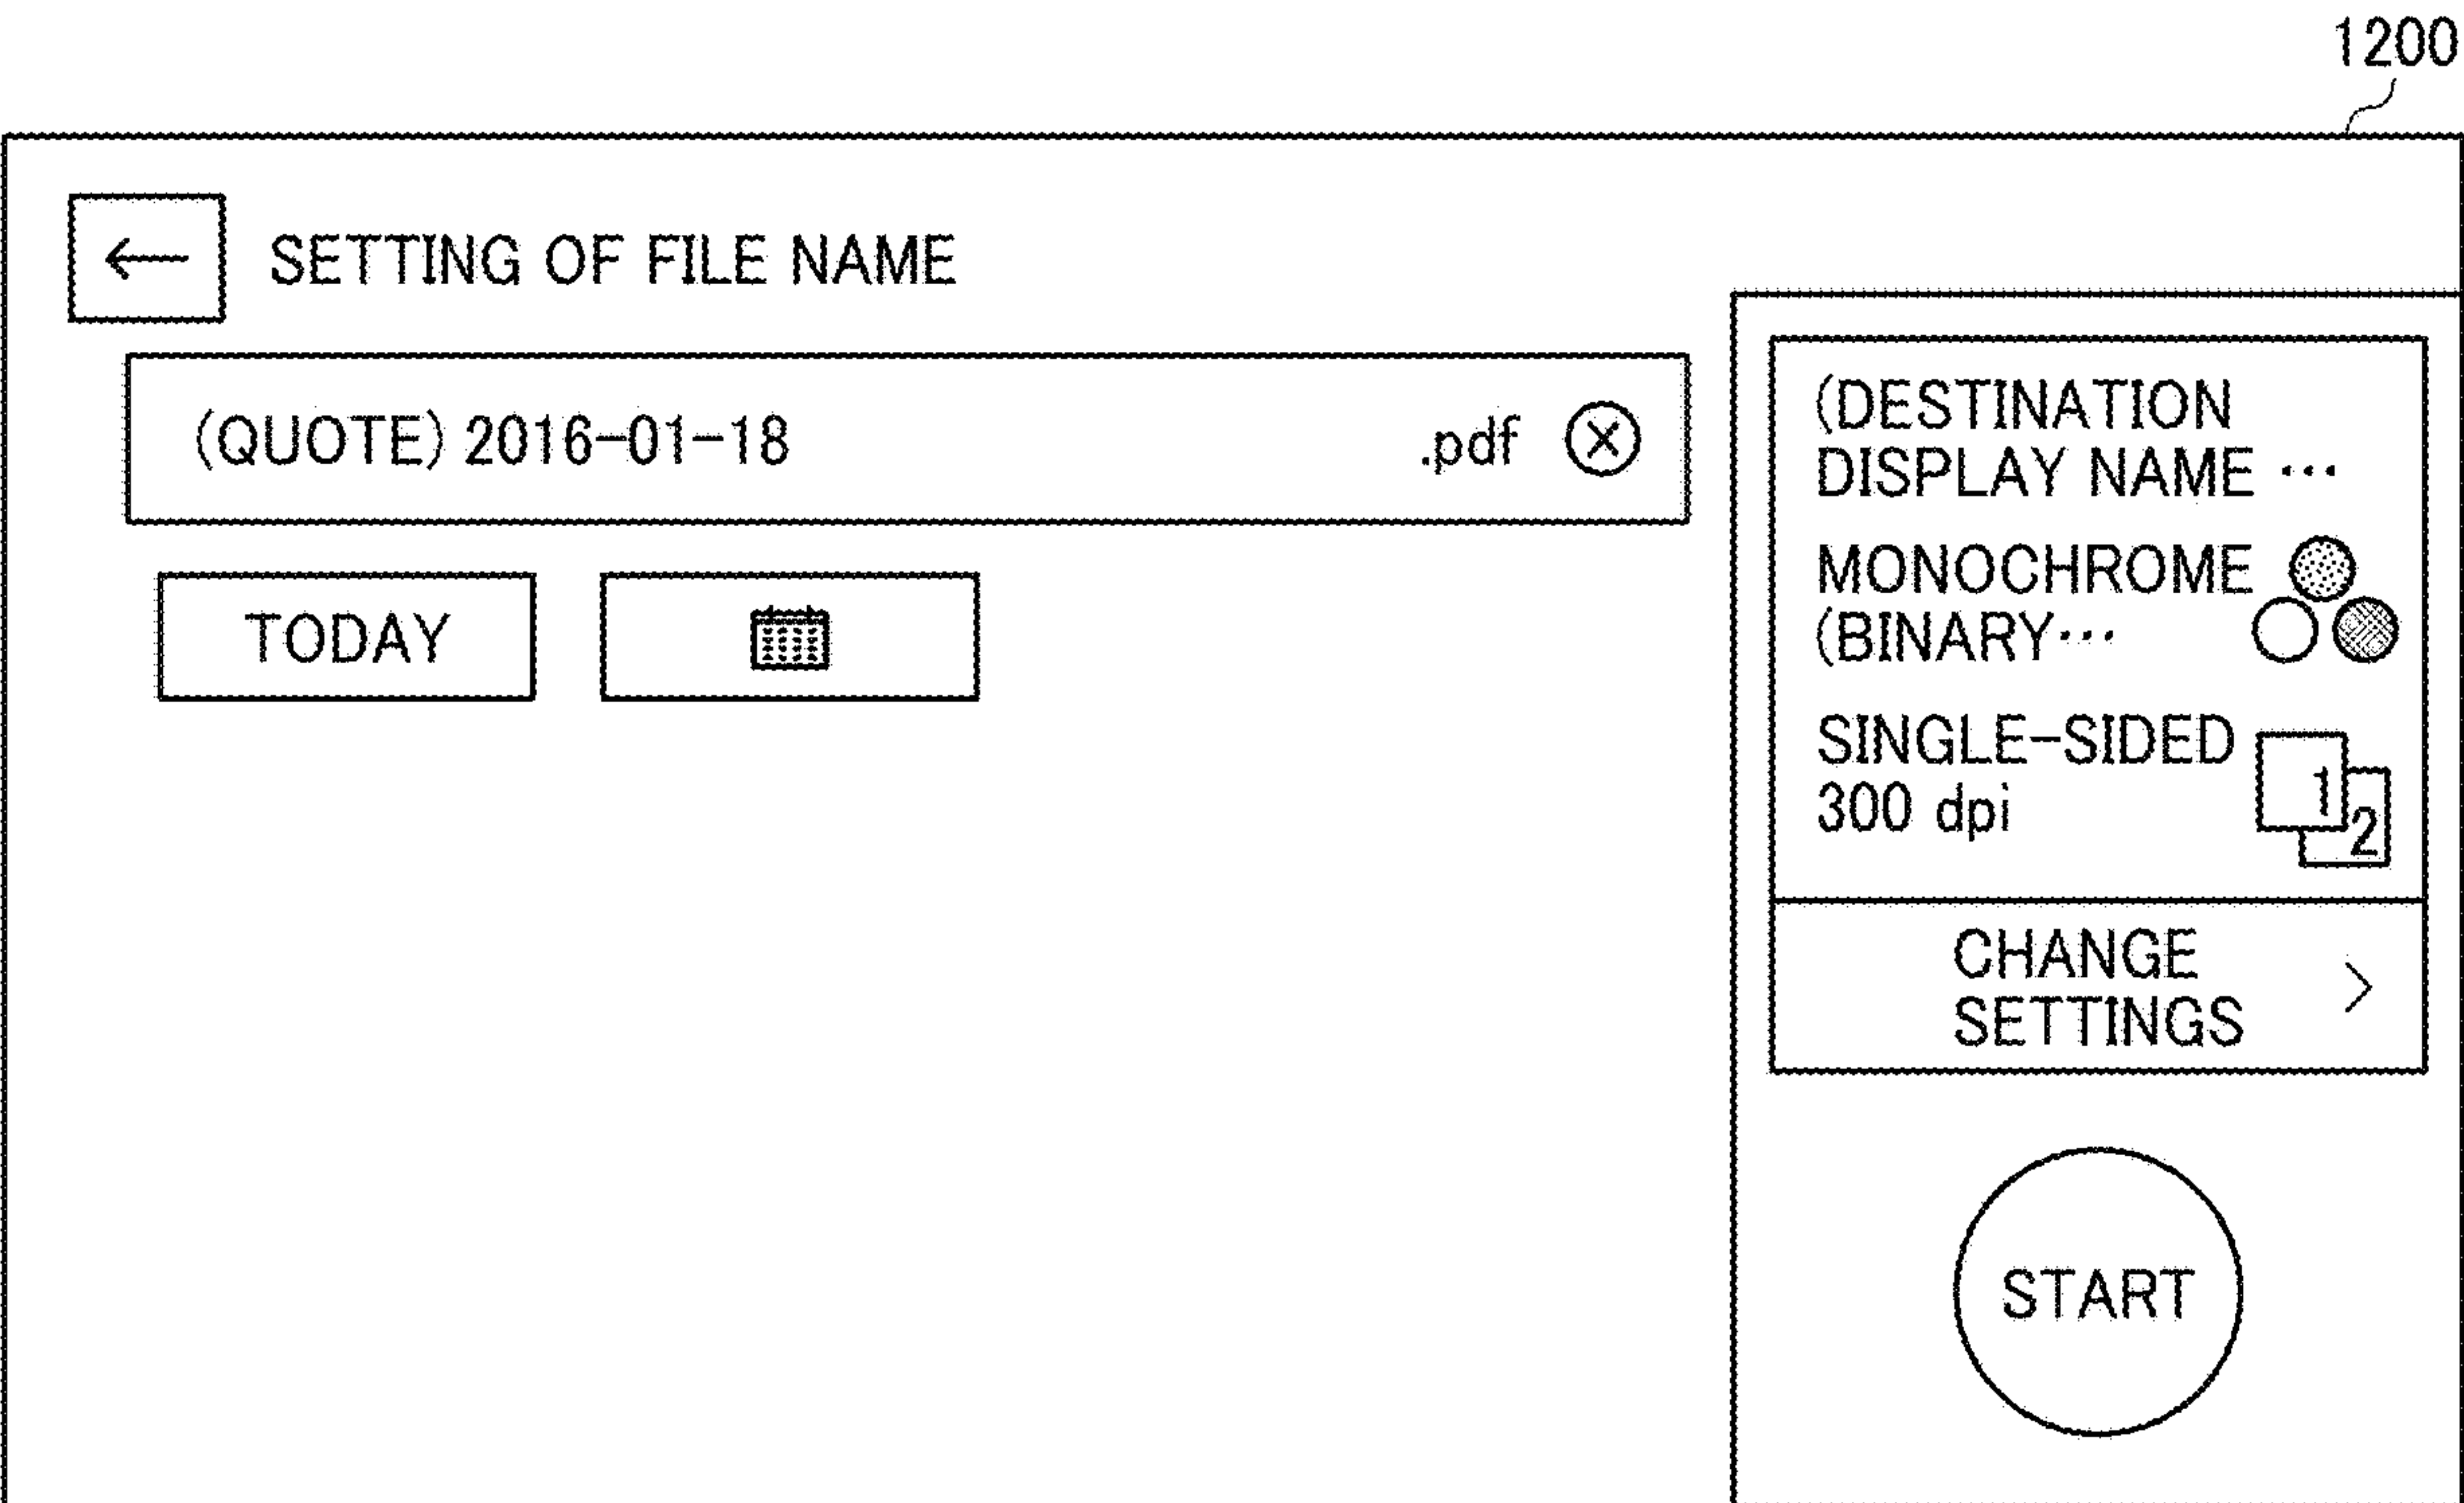 1200
← SETTING OF FILE NAME
(QUOTE) 2016-01-18 .pdf
TODAY
(DESTINATION
DISPLAY NAME ...
MONOCHROME
(BINARY...
SINGLE-SIDED
300 dpi
1
2
CHANGE
SETTINGS
>
START